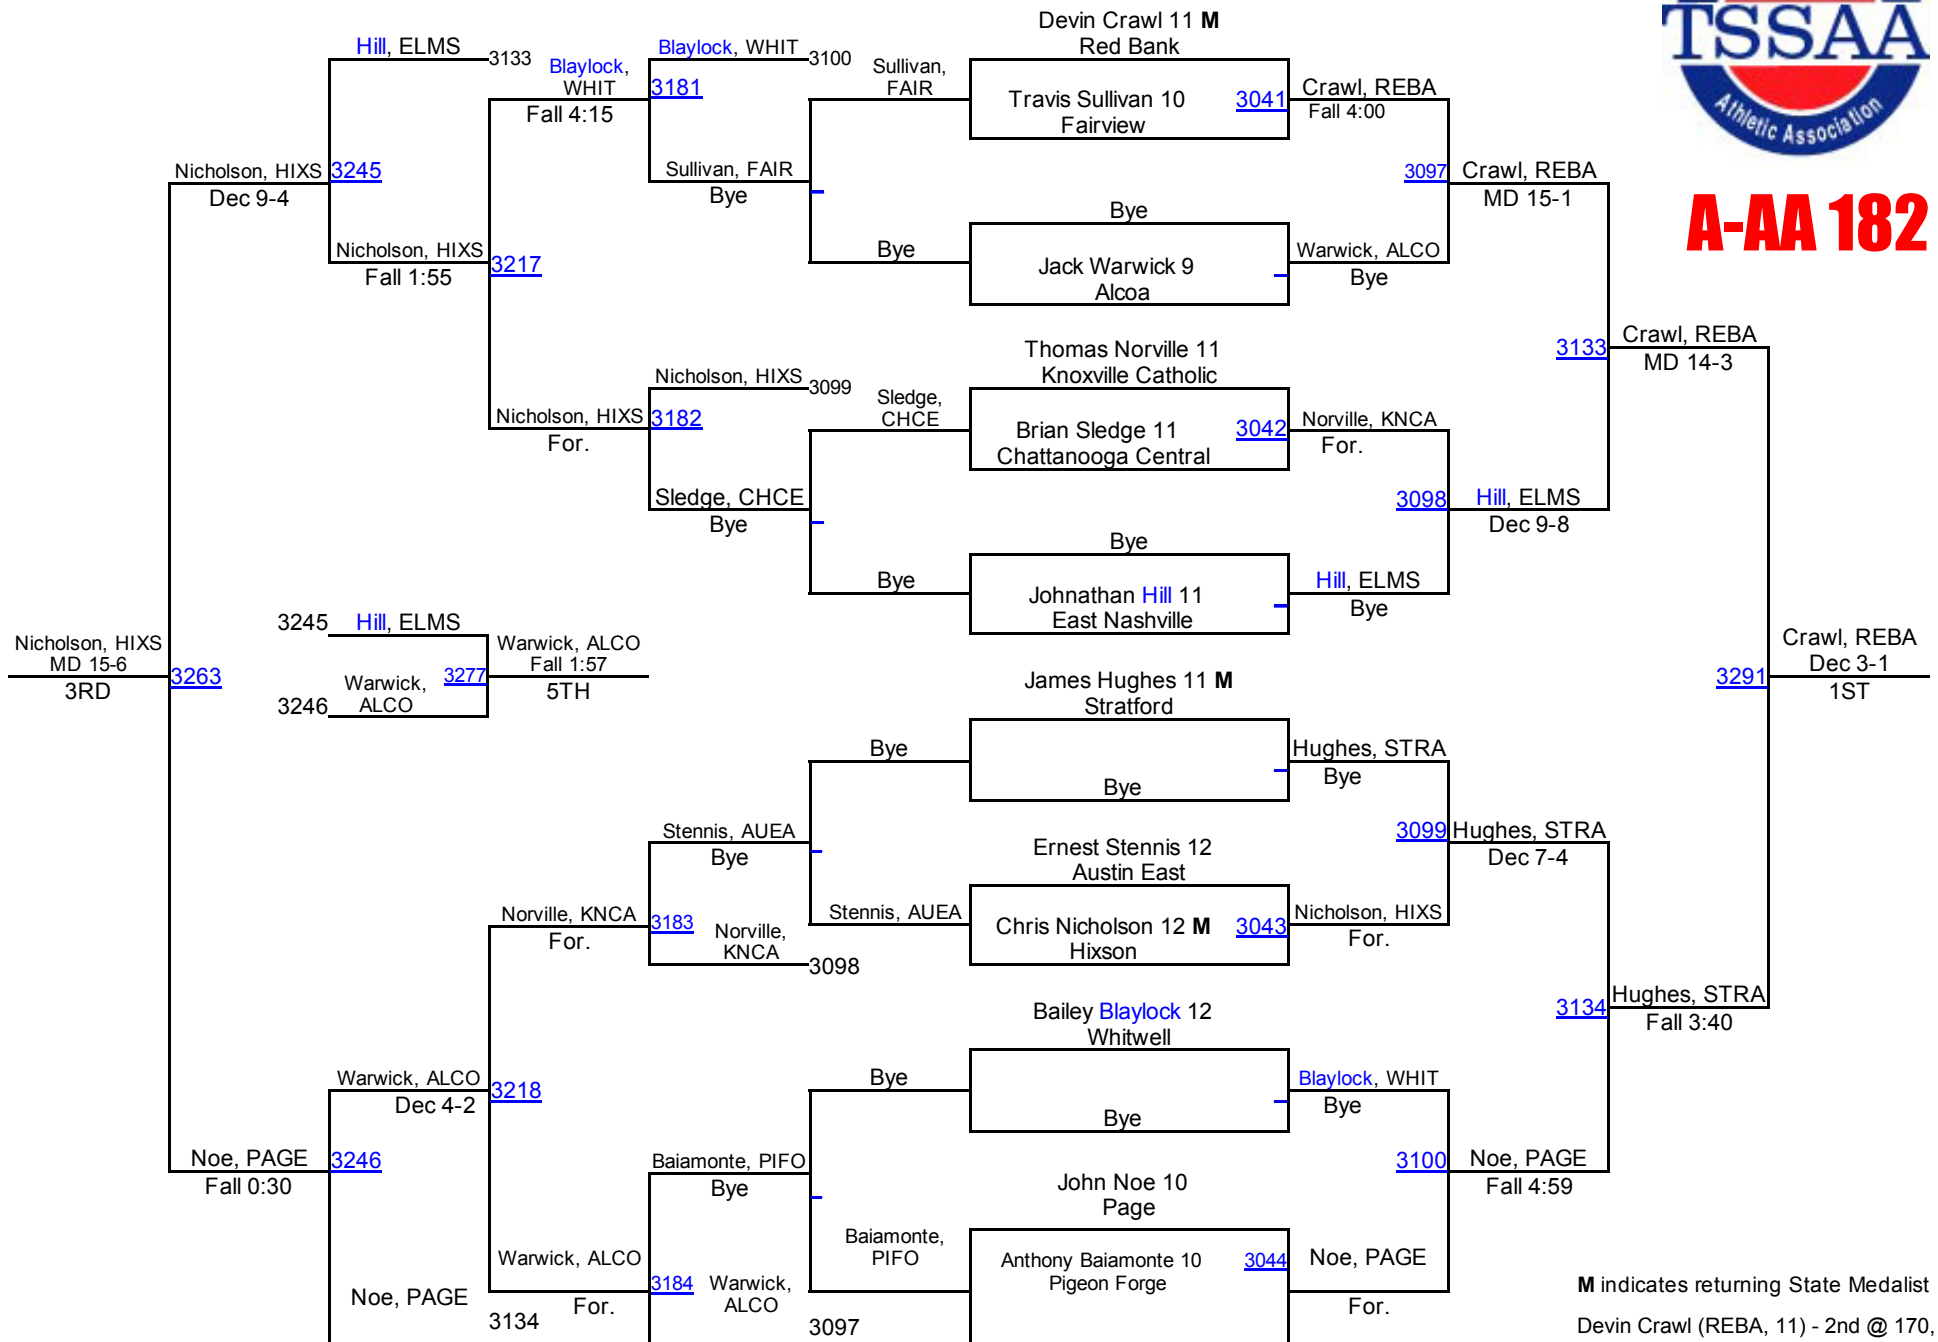 TSSAA
Athletic Association
A-AA 182
Devin Crawl 11 M
Red Bank
Hill, ELMS
3133
Blaylock,
WHIT
Fall 4:15
Blaylock, WHIT
3100
3181
Sullivan,
FAIR
Travis Sullivan 10
Fairview
3041
Crawl, REBA
Fall 4:00
Nicholson, HIXS
Dec 9-4
3245
Sullivan, FAIR
Bye
3097
Crawl, REBA
MD 15-1
Bye
Nicholson, HIXS
Fall 1:55
3217
Bye
Jack Warwick 9
Alcoa
Warwick, ALCO
Bye
Thomas Norville 11
Knoxville Catholic
3133
Crawl, REBA
MD 14-3
Nicholson, HIXS
3099
Sledge,
CHCE
Nicholson, HIXS
For.
3182
Brian Sledge 11
Chattanooga Central
3042
Norville, KNCA
For.
Sledge, CHCE
Bye
3098
Hill, ELMS
Dec 9-8
Bye
Bye
Johnathan Hill 11
East Nashville
Hill, ELMS
Bye
3245
Hill, ELMS
Nicholson, HIXS
MD 15-6
3RD
3263
3246
Warwick,
ALCO
3277
Warwick, ALCO
Fall 1:57
5TH
James Hughes 11 M
Stratford
3291
Crawl, REBA
Dec 3-1
1ST
Bye
Bye
Hughes, STRA
Bye
Stennis, AUEA
Bye
Ernest Stennis 12
Austin East
3099
Hughes, STRA
Dec 7-4
Norville, KNCA
For.
3183
Norville,
KNCA
3098
Stennis, AUEA
Chris Nicholson 12 M
Hixson
3043
Nicholson, HIXS
For.
Bailey Blaylock 12
Whitwell
3134
Hughes, STRA
Fall 3:40
Warwick, ALCO
Dec 4-2
3218
Bye
Bye
Blaylock, WHIT
Bye
Noe, PAGE
Fall 0:30
3246
Baiamonte, PIFO
Bye
John Noe 10
Page
3100
Noe, PAGE
Fall 4:59
Baiamonte,
PIFO
Anthony Baiamonte 10
Pigeon Forge
3044
Noe, PAGE
For.
Warwick, ALCO
For.
3184
Warwick,
ALCO
3097
Noe, PAGE
3134
M indicates returning State Medalist
Devin Crawl (REBA, 11) - 2nd @ 170,